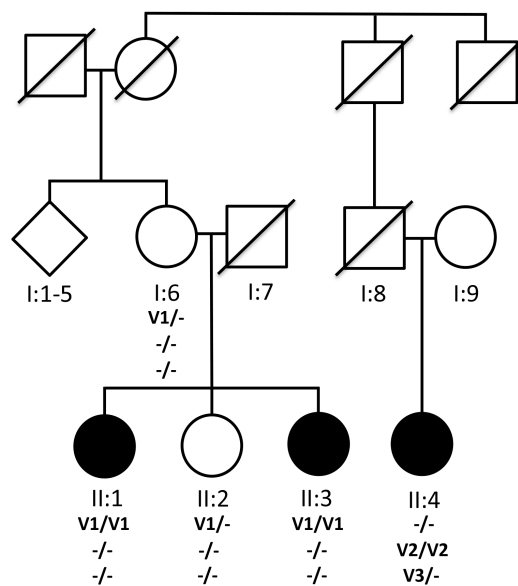 I:1-5 I:6 I:7 I:8 I:9
V1/-
-/-
-/-
II:1 II:2 II:3 II:4
V1/V1 V1/- V1/V1 -/-
-/- -/- -/- V2/V2
-/- -/- -/- V3/-